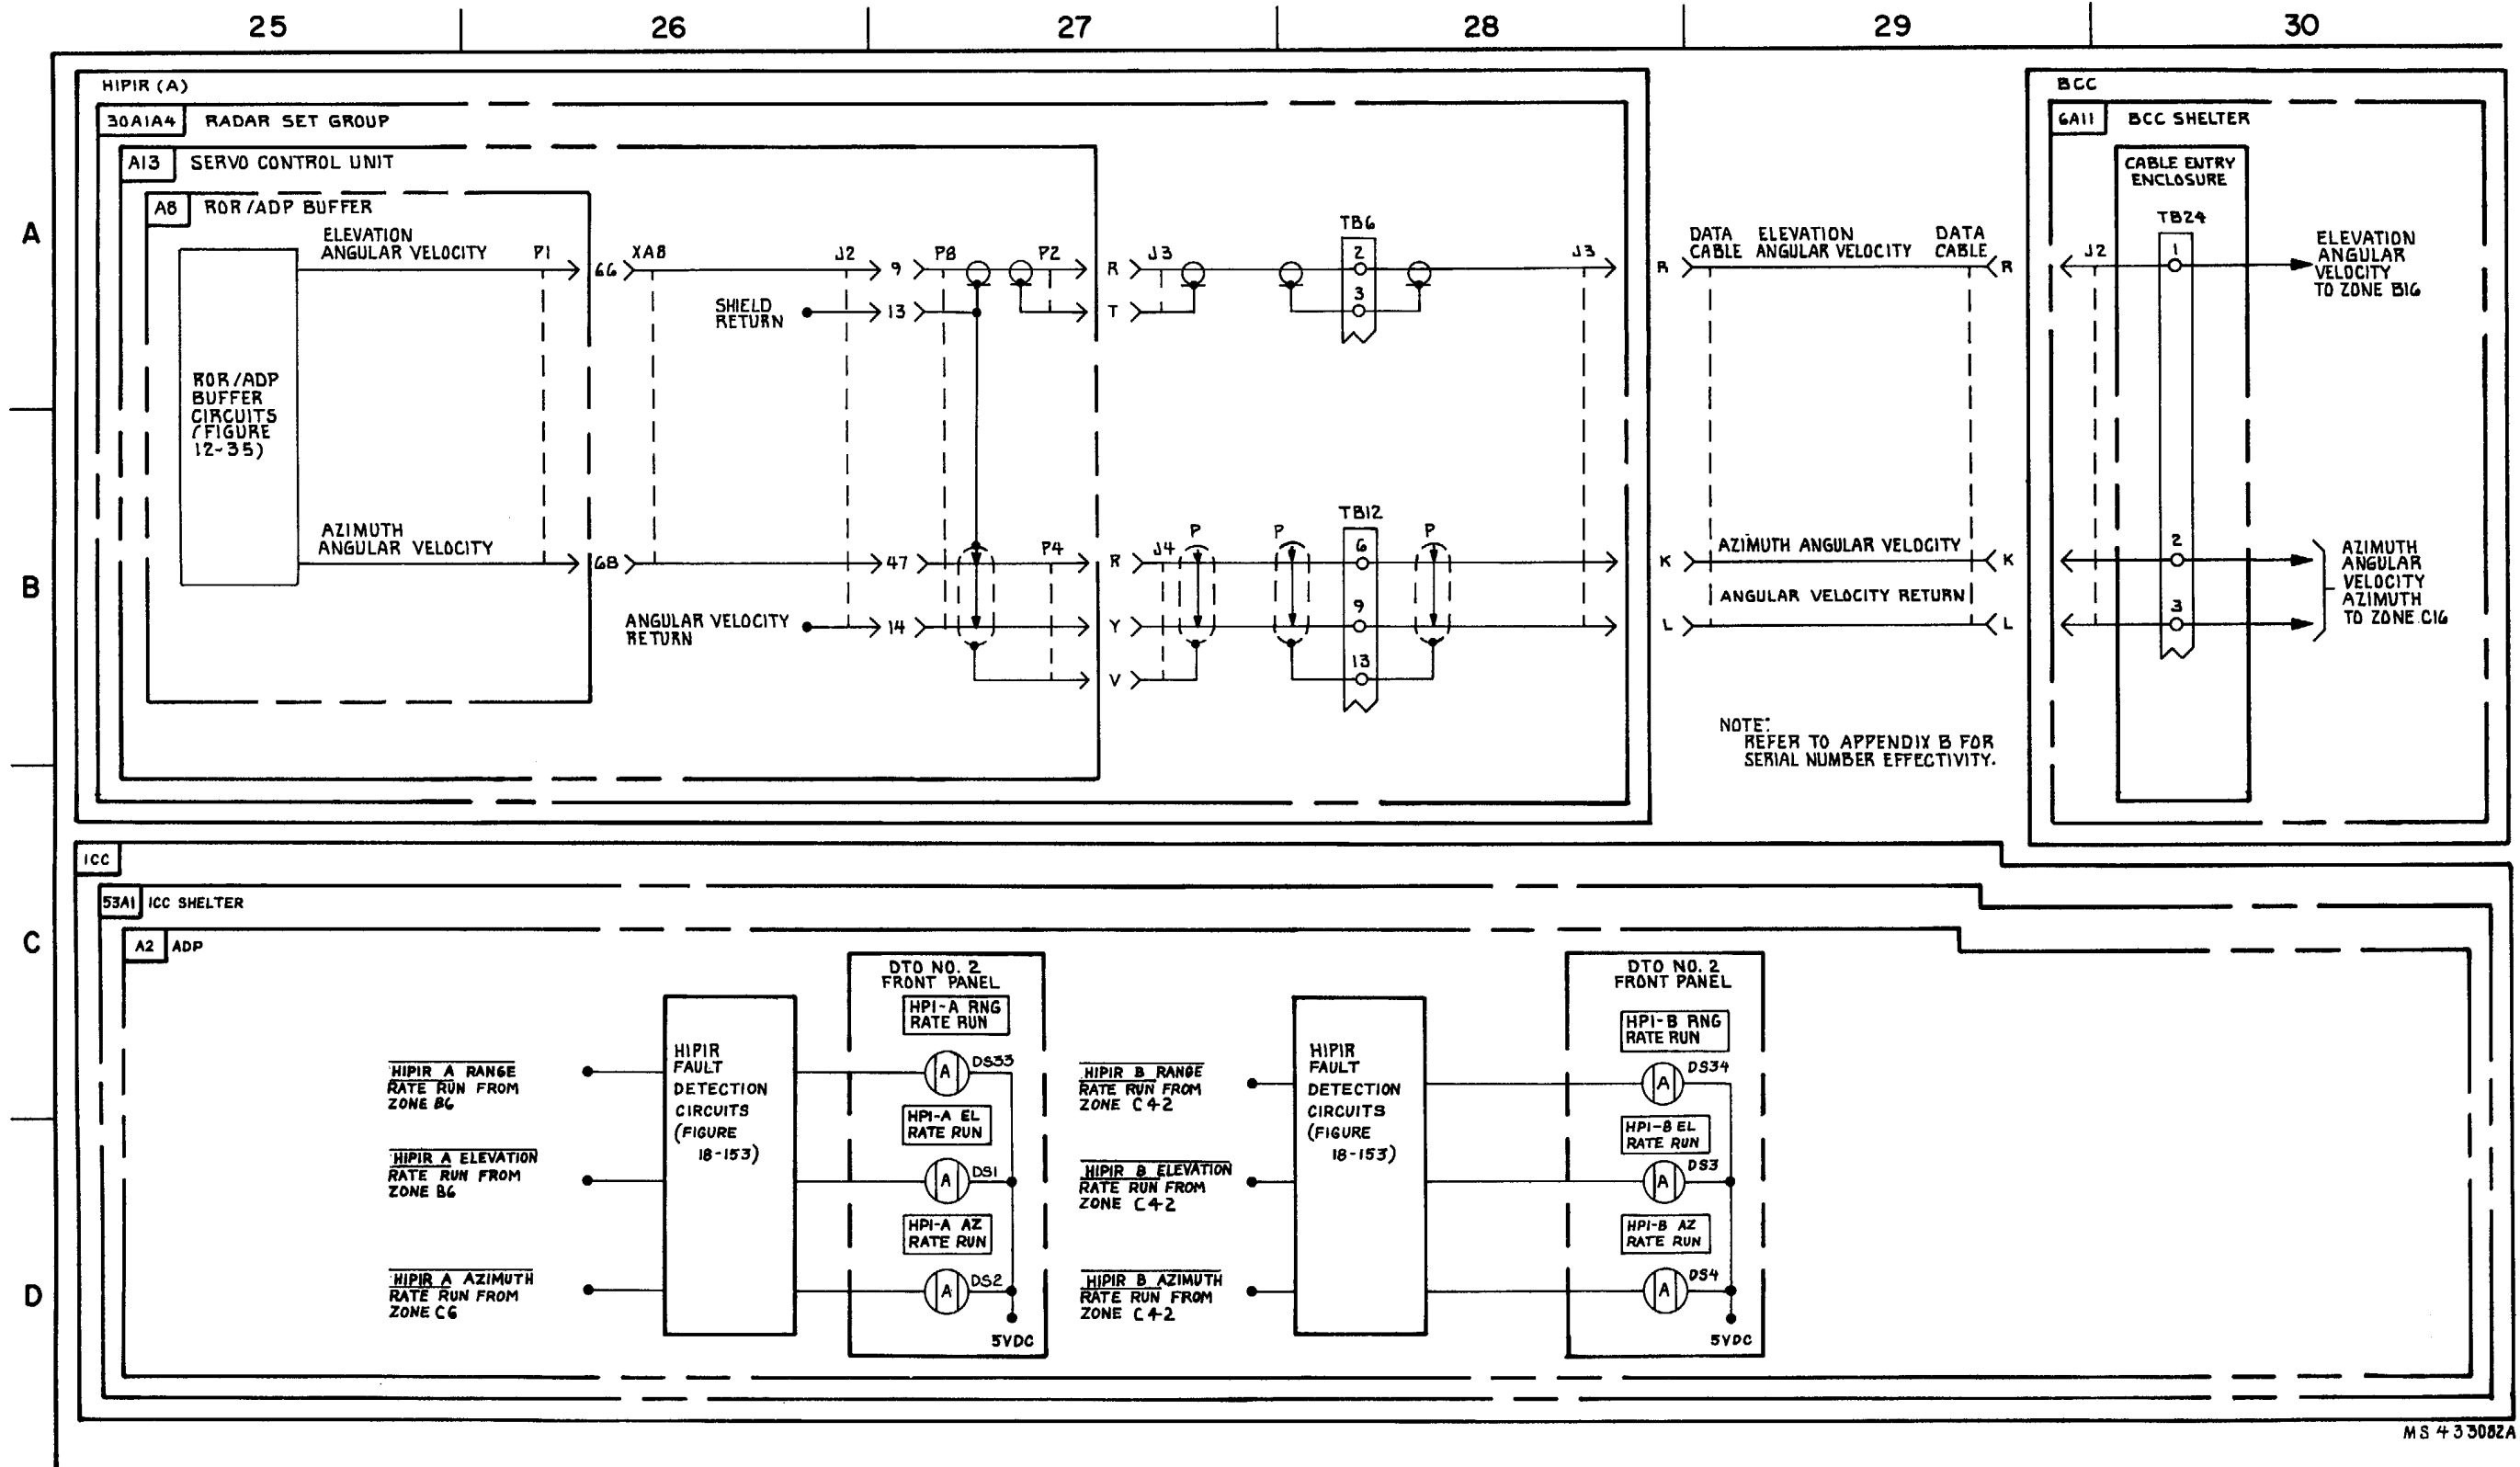 25 26 27 28 29 30
A
B
C
D
HIPIR (A)
30A1A4 RADAR SET GROUP
A13 SERVO CONTROL UNIT
A8 ROR/ADP BUFFER
ELEVATION
ANGULAR VELOCITY
P1
66
XA8
J2
9
P8
P2
R
J3
TB6
2
3
J3
SHIELD
RETURN
13
T
ROR/ADP
BUFFER
CIRCUITS
(FIGURE
12-35)
AZIMUTH
ANGULAR VELOCITY
68
47
P4
R
J4
P
P
TB12
6
P
ANGULAR VELOCITY
RETURN
14
Y
9
V
13
R
DATA
CABLE
ELEVATION
ANGULAR VELOCITY
DATA
CABLE
R
K
AZIMUTH ANGULAR VELOCITY
K
ANGULAR VELOCITY RETURN
L
L
NOTE:
REFER TO APPENDIX B FOR
SERIAL NUMBER EFFECTIVITY.
BCC
6A11 BCC SHELTER
CABLE ENTRY
ENCLOSURE
TB24
J2
1
ELEVATION
ANGULAR
VELOCITY
TO ZONE B16
2
3
AZIMUTH
ANGULAR
VELOCITY
AZIMUTH
TO ZONE C16
ICC
53A1 ICC SHELTER
A2 ADP
HIPIR A RANGE
RATE RUN FROM
ZONE B6
HIPIR A ELEVATION
RATE RUN FROM
ZONE B6
HIPIR A AZIMUTH
RATE RUN FROM
ZONE C6
HIPIR
FAULT
DETECTION
CIRCUITS
(FIGURE
18-153)
DTO NO. 2
FRONT PANEL
HPI-A RNG
RATE RUN
A
DS33
HPI-A EL
RATE RUN
A
DS1
HPI-A AZ
RATE RUN
A
DS2
5VDC
HIPIR B RANGE
RATE RUN FROM
ZONE C42
HIPIR B ELEVATION
RATE RUN FROM
ZONE C42
HIPIR B AZIMUTH
RATE RUN FROM
ZONE C42
HIPIR
FAULT
DETECTION
CIRCUITS
(FIGURE
18-153)
DTO NO. 2
FRONT PANEL
HPI-B RNG
RATE RUN
A
DS34
HPI-B EL
RATE RUN
A
DS3
HPI-B AZ
RATE RUN
A
DS4
5VDC
MS 433082A